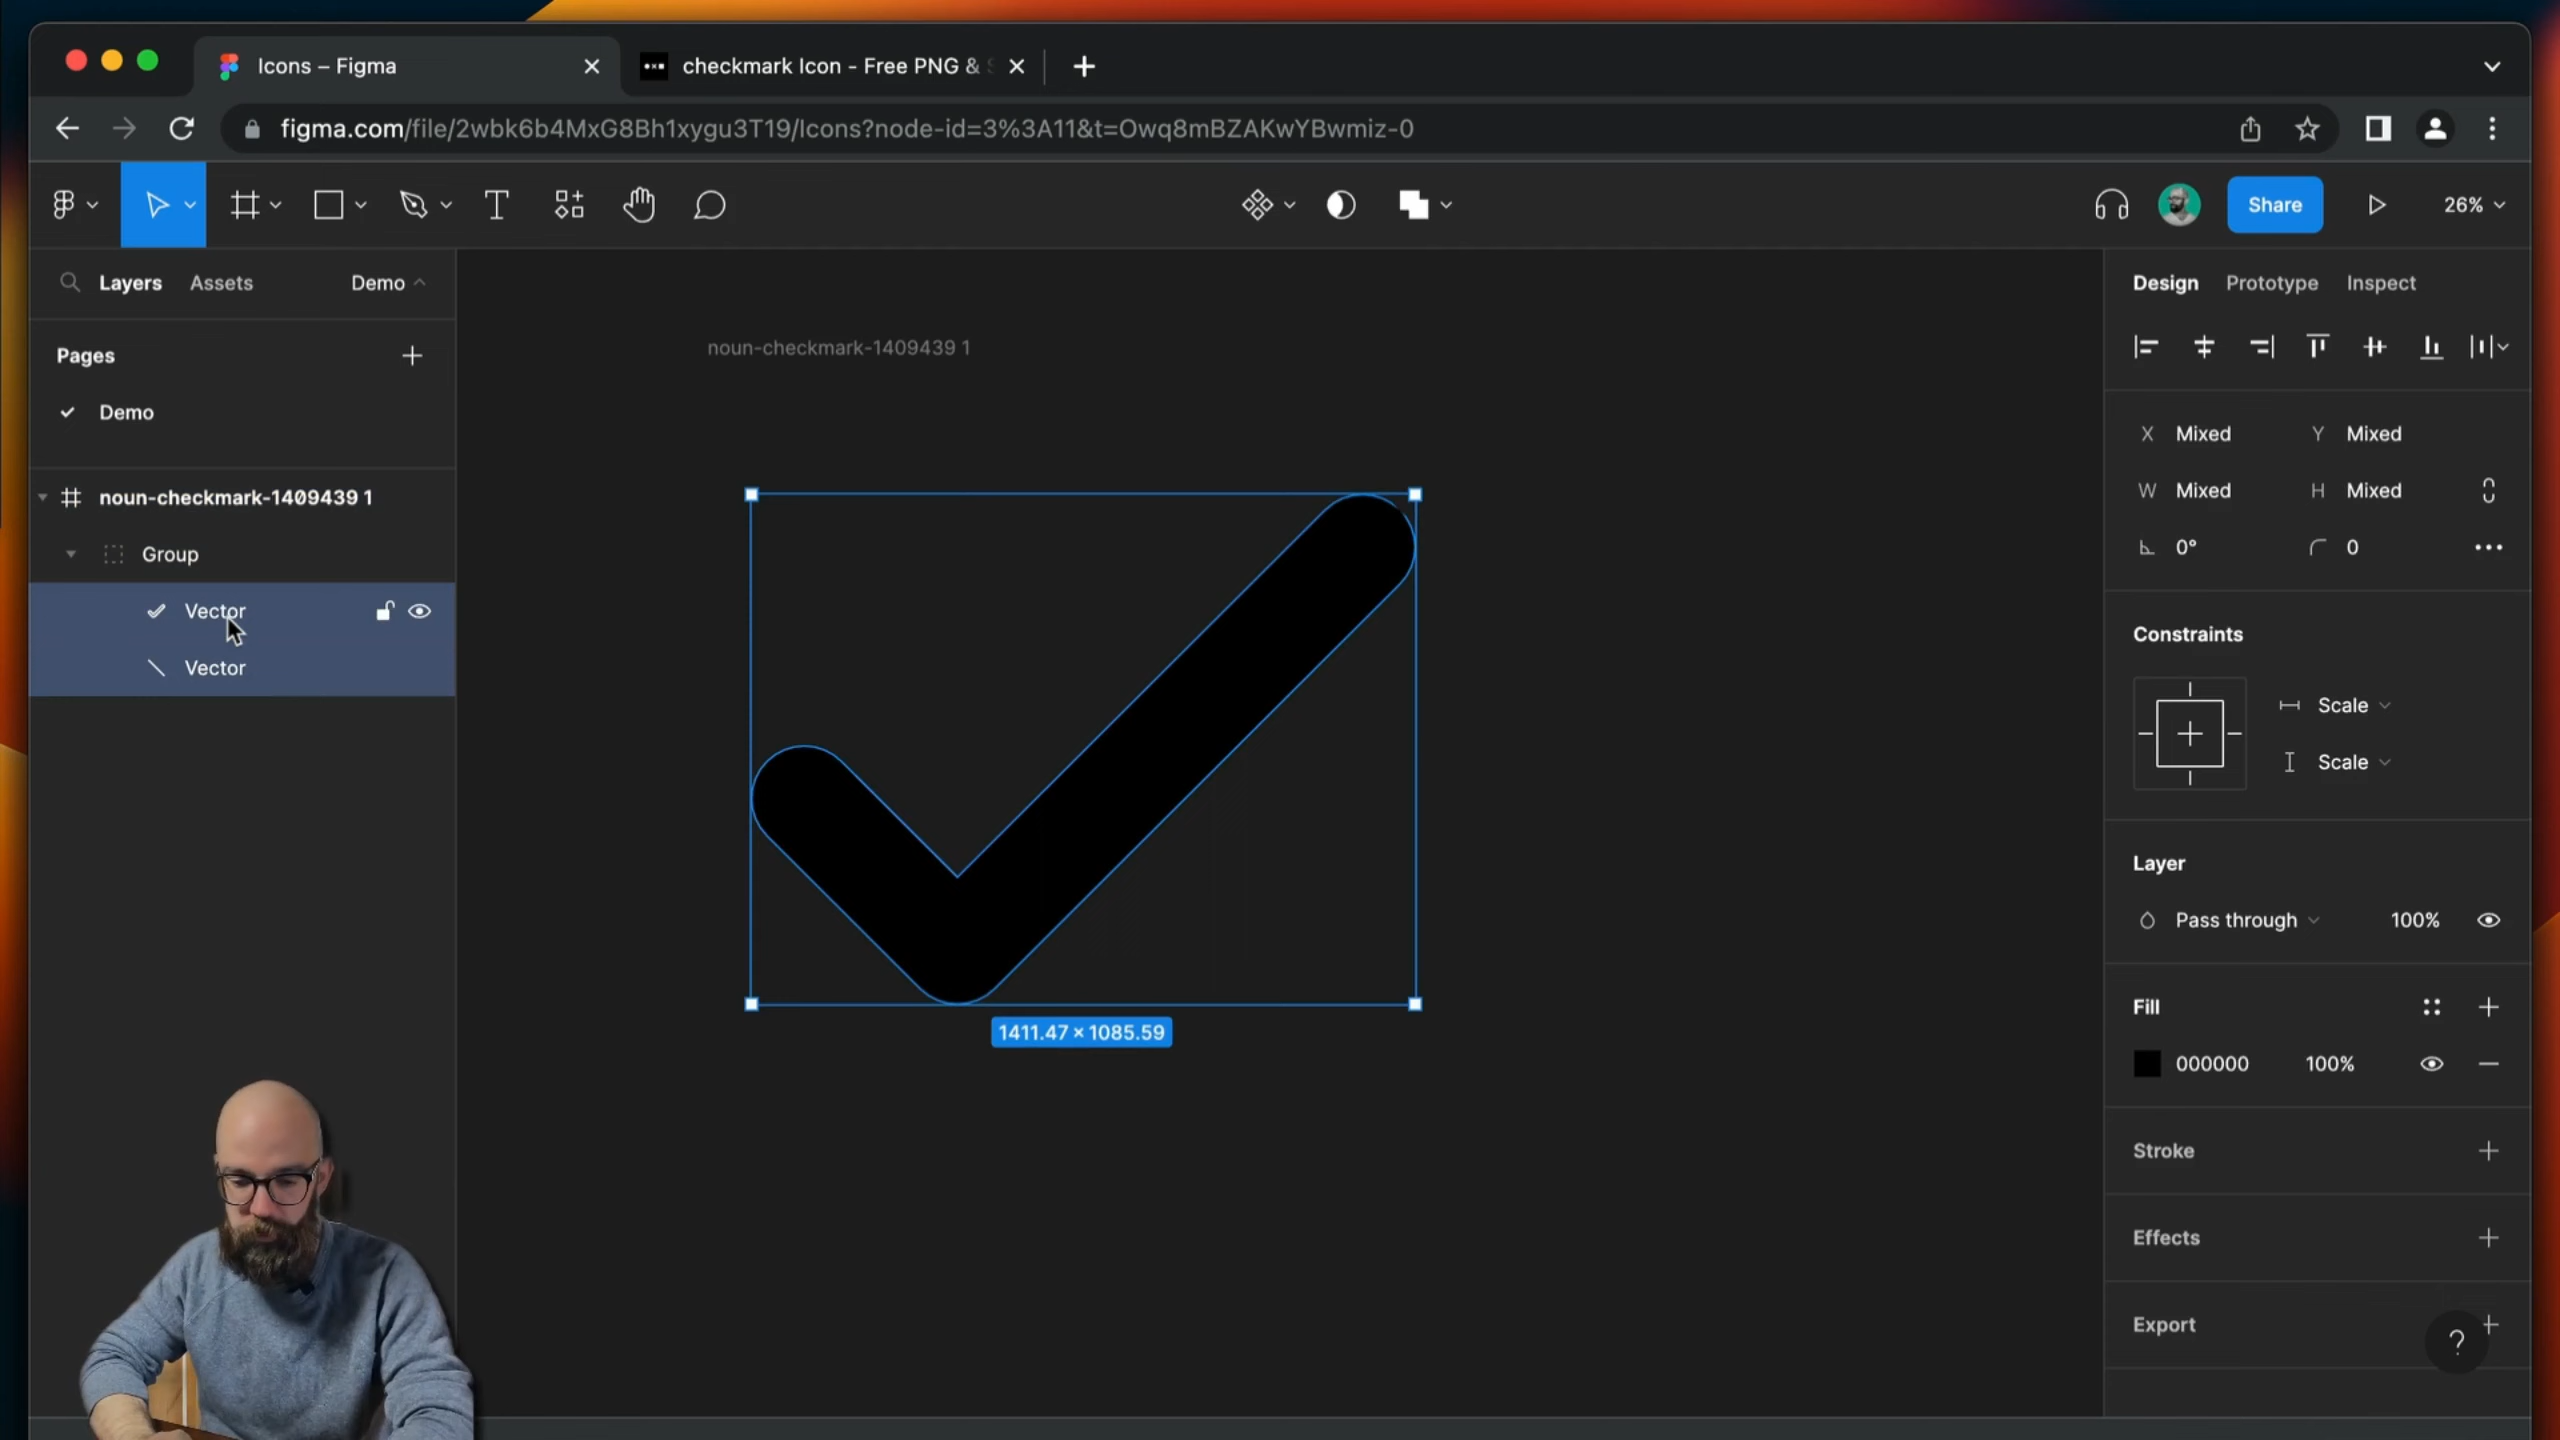 Icons – Figma
checkmark Icon - Free PNG &
figma.com/file/2wbk6b4MxG8Bh1xygu3T19/Icons?node-id=3%3A11&t=Owq8mBZAKwYBwmiz-0
T
Share
26%
Layers
Assets
Demo
Pages
Demo
noun-checkmark-1409439 1
Group
Vector
Vector
noun-checkmark-1409439 1
1411.47 × 1085.59
Design
Prototype
Inspect
X Mixed
Y Mixed
W Mixed
H Mixed
0°
0
Constraints
Scale
Scale
Layer
Pass through
100%
Fill
000000
100%
Stroke
Effects
Export
?